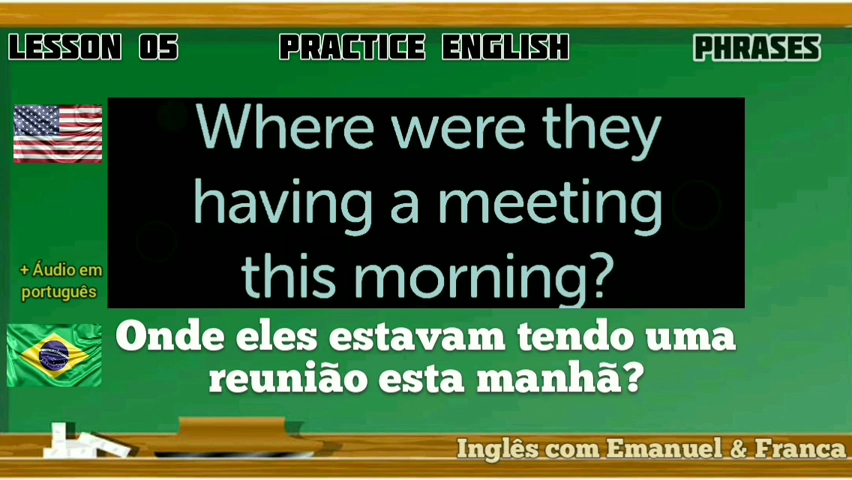 LESSON 05 PRACTICE ENGLISH PHRASES
Where were they
having a meeting
this morning?
+ Áudio em
português
Onde eles estavam tendo uma
reunião esta manhã?
Inglês com Emanuel & Franca